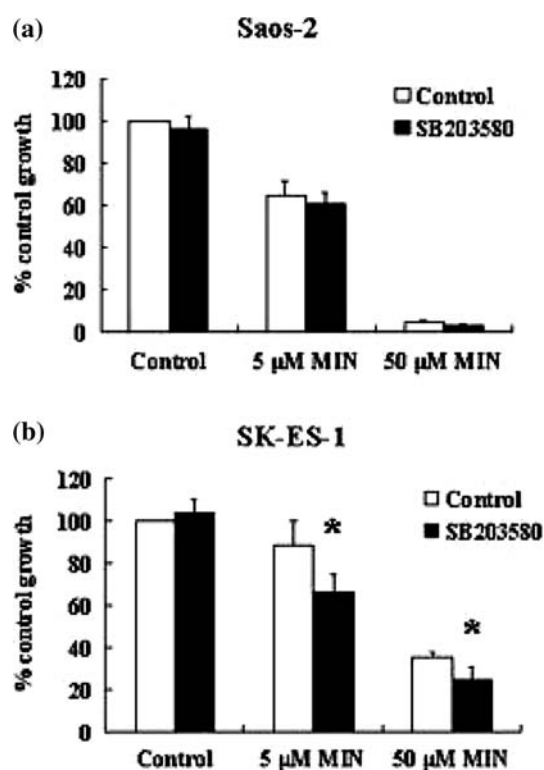 (a)
Saos-2
120
100
80
60
40
20
0
% control growth
Control
SB203580
Control
5 µM MIN
50 µM MIN
(b)
SK-ES-1
120
100
80
60
40
20
0
% control growth
Control
SB203580
*
*
Control
5 µM MIN
50 µM MIN